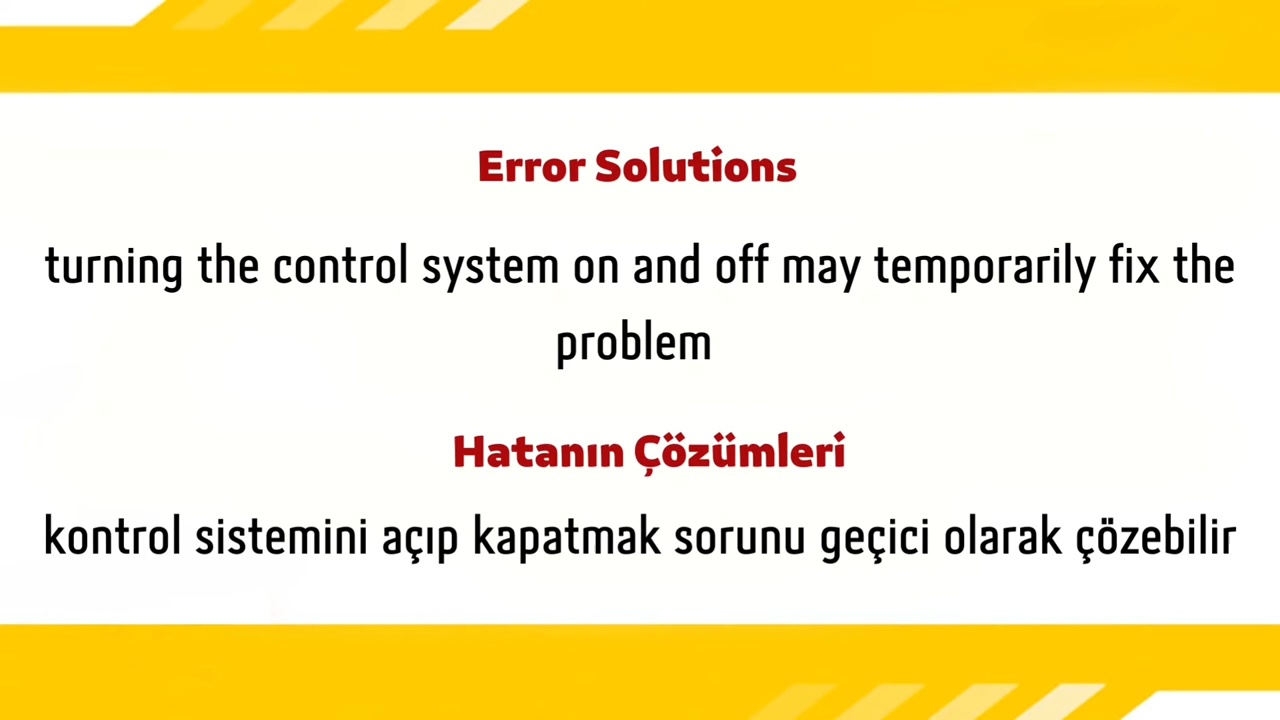 Error Solutions
turning the control system on and off may temporarily fix the
problem
Hatanın Çözümleri
kontrol sistemini açıp kapatmak sorunu geçici olarak çözebilir